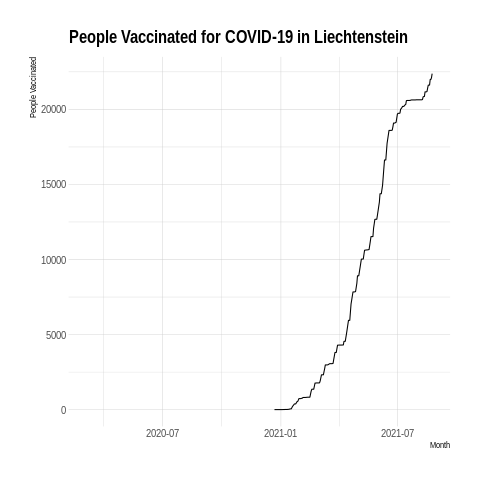 People Vaccinated for COVID-19 in Liechtenstein
People Vaccinated
20000
15000
10000
5000
0
2020-07
2021-01
2021-07
Month